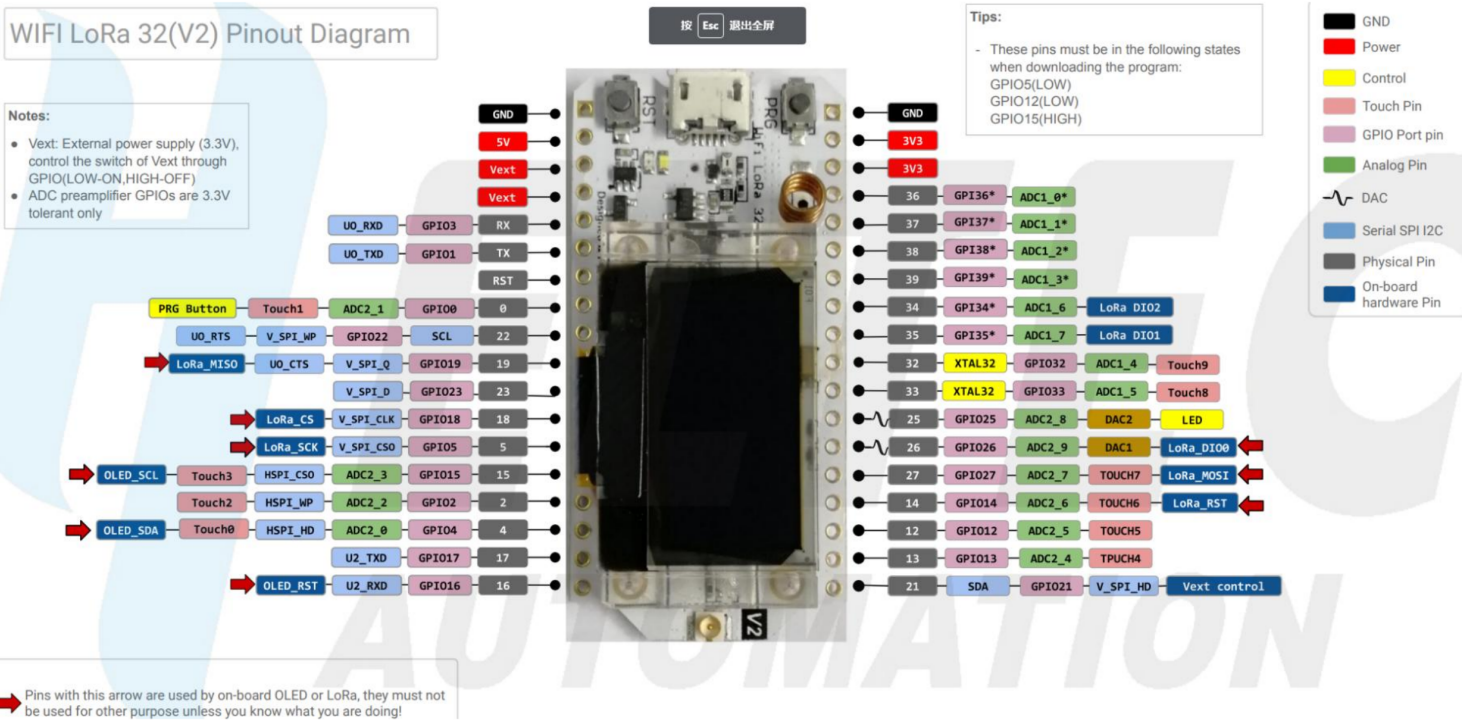 WIFI LoRa 32(V2) Pinout Diagram
按 Esc 退出全屏
Tips:
- These pins must be in the following states
when downloading the program:
GPIO5(LOW)
GPIO12(LOW)
GPIO15(HIGH)
GND
Power
Control
Touch Pin
GPIO Port pin
Analog Pin
DAC
Serial SPI I2C
Physical Pin
On-board
hardware Pin
Notes:
• Vext: External power supply (3.3V),
control the switch of Vext through
GPIO(LOW-ON,HIGH-OFF)
• ADC preamplifier GPIOs are 3.3V
tolerant only
GND
5V
Vext
Vext
UO_RXD GPIO3 RX
UO_TXD GPIO1 TX
RST
PRG Button Touch1 ADC2_1 GPIO0 0
UO_RTS V_SPI_WP GPIO22 SCL 22
LoRa_MISO UO_CTS V_SPI_Q GPIO19 19
V_SPI_D GPIO23 23
LoRa_CS V_SPI_CLK GPIO18 18
LoRa_SCK V_SPI_CSO GPIO5 5
OLED_SCL Touch3 HSPI_CSO ADC2_3 GPIO15 15
Touch2 HSPI_WP ADC2_2 GPIO2 2
OLED_SDA Touch0 HSPI_HD ADC2_0 GPIO4 4
U2_TXD GPIO17 17
OLED_RST U2_RXD GPIO16 16
RST
PRG
WiFi LoRa 32
V2
GND
3V3
3V3
36 GPI36* ADC1_0*
37 GPI37* ADC1_1*
38 GPI38* ADC1_2*
39 GPI39* ADC1_3*
34 GPI34* ADC1_6 LoRa DIO2
35 GPI35* ADC1_7 LoRa DIO1
32 XTAL32 GPIO32 ADC1_4 Touch9
33 XTAL32 GPIO33 ADC1_5 Touch8
25 GPIO25 ADC2_8 DAC2 LED
26 GPIO26 ADC2_9 DAC1 LoRa_DIO0
27 GPIO27 ADC2_7 TOUCH7 LoRa_MOSI
14 GPIO14 ADC2_6 TOUCH6 LoRa_RST
12 GPIO12 ADC2_5 TOUCH5
13 GPIO13 ADC2_4 TPUCH4
21 SDA GPIO21 V_SPI_HD Vext control
AUTOMATION
Pins with this arrow are used by on-board OLED or LoRa, they must not
be used for other purpose unless you know what you are doing!